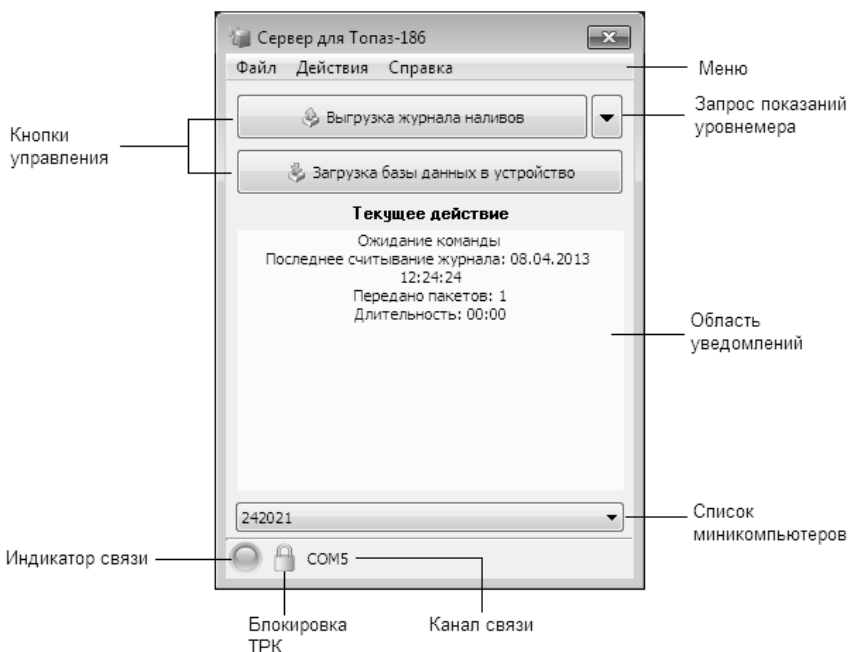 Сервер для Топаз-186
Файл Действия Справка
Меню
Выгрузка журнала наливов
Запрос показаний
уровнемера
Кнопки
управления
Загрузка базы данных в устройство
Текущее действие
Ожидание команды
Последнее считывание журнала: 08.04.2013
12:24:24
Передано пакетов: 1
Длительность: 00:00
Область
уведомлений
242021
Список
миникомпьютеров
Индикатор связи
COM5
Блокировка
ТРК
Канал связи